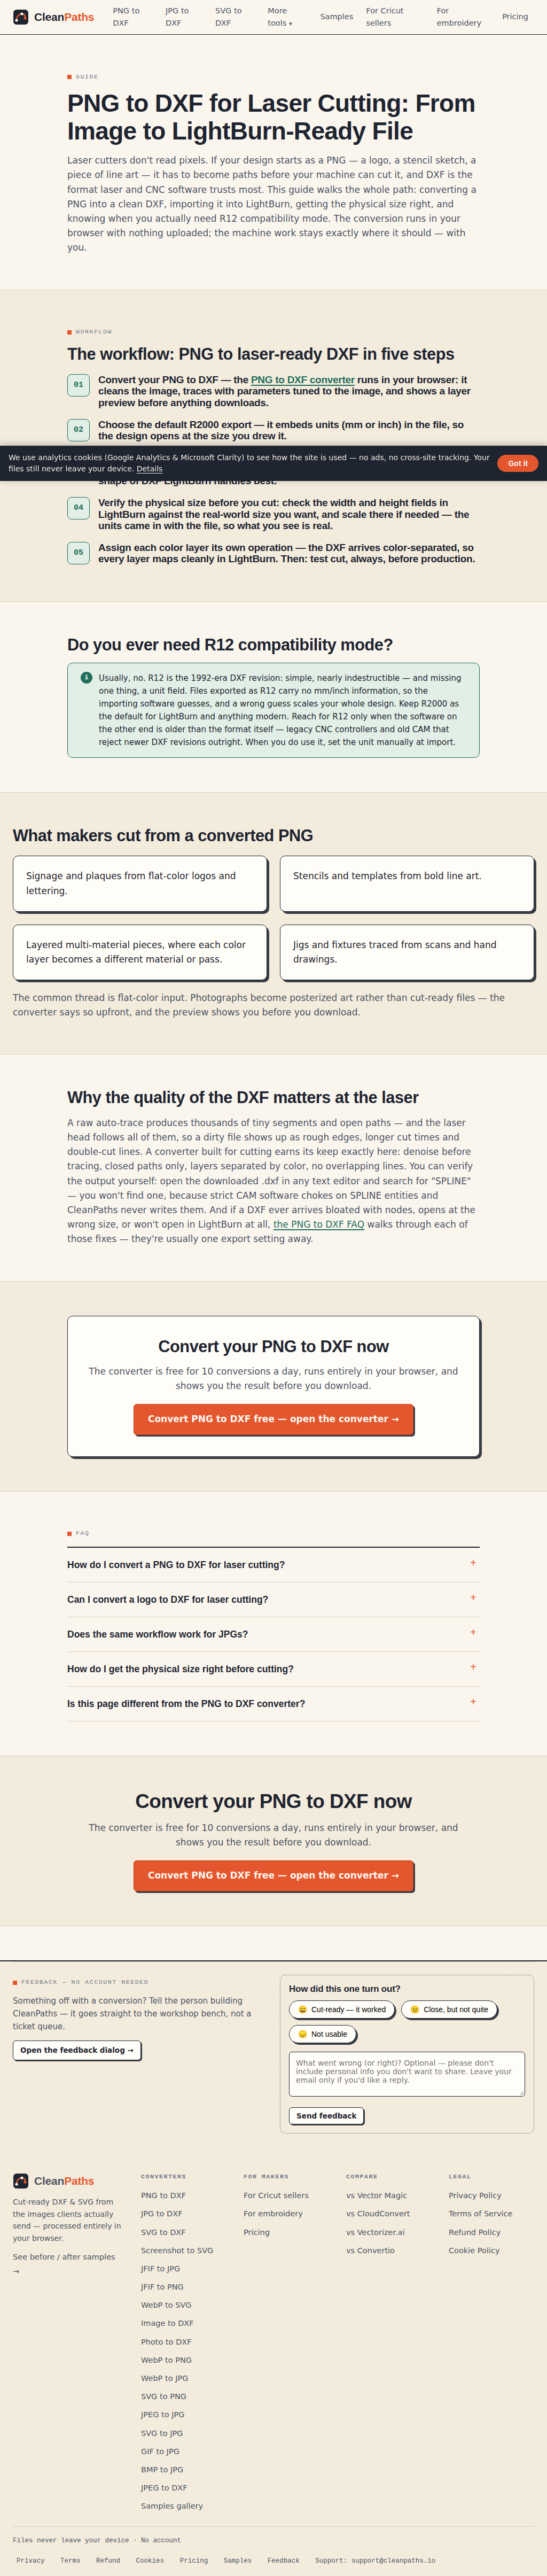 CleanPaths
PNG to DXF
JPG to DXF
SVG to DXF
More tools ▾
Samples
For Cricut sellers
For embroidery
Pricing
GUIDE
PNG to DXF for Laser Cutting: From
Image to LightBurn-Ready File
Laser cutters don't read pixels. If your design starts as a PNG — a logo, a stencil sketch, a
piece of line art — it has to become paths before your machine can cut it, and DXF is the
format laser and CNC software trusts most. This guide walks the whole path: converting a
PNG into a clean DXF, importing it into LightBurn, getting the physical size right, and
knowing when you actually need R12 compatibility mode. The conversion runs in your
browser with nothing uploaded; the machine work stays exactly where it should — with
you.
WORKFLOW
The workflow: PNG to laser-ready DXF in five steps
01
Convert your PNG to DXF — the PNG to DXF converter runs in your browser: it
cleans the image, traces with parameters tuned to the image, and shows a layer
preview before anything downloads.
02
Choose the default R2000 export — it embeds units (mm or inch) in the file, so
the design opens at the size you drew it.
We use analytics cookies (Google Analytics & Microsoft Clarity) to see how the site is used — no ads, no cross-site tracking. Your
files still never leave your device. Details
Got it
shape of DXF LightBurn handles best.
04
Verify the physical size before you cut: check the width and height fields in
LightBurn against the real-world size you want, and scale there if needed — the
units came in with the file, so what you see is real.
05
Assign each color layer its own operation — the DXF arrives color-separated, so
every layer maps cleanly in LightBurn. Then: test cut, always, before production.
Do you ever need R12 compatibility mode?
i
Usually, no. R12 is the 1992-era DXF revision: simple, nearly indestructible — and missing
one thing, a unit field. Files exported as R12 carry no mm/inch information, so the
importing software guesses, and a wrong guess scales your whole design. Keep R2000 as
the default for LightBurn and anything modern. Reach for R12 only when the software on
the other end is older than the format itself — legacy CNC controllers and old CAM that
reject newer DXF revisions outright. When you do use it, set the unit manually at import.
What makers cut from a converted PNG
Signage and plaques from flat-color logos and
lettering.
Stencils and templates from bold line art.
Layered multi-material pieces, where each color
layer becomes a different material or pass.
Jigs and fixtures traced from scans and hand
drawings.
The common thread is flat-color input. Photographs become posterized art rather than cut-ready files — the
converter says so upfront, and the preview shows you before you download.
Why the quality of the DXF matters at the laser
A raw auto-trace produces thousands of tiny segments and open paths — and the laser
head follows all of them, so a dirty file shows up as rough edges, longer cut times and
double-cut lines. A converter built for cutting earns its keep exactly here: denoise before
tracing, closed paths only, layers separated by color, no overlapping lines. You can verify
the output yourself: open the downloaded .dxf in any text editor and search for "SPLINE"
— you won't find one, because strict CAM software chokes on SPLINE entities and
CleanPaths never writes them. And if a DXF ever arrives bloated with nodes, opens at the
wrong size, or won't open in LightBurn at all, the PNG to DXF FAQ walks through each of
those fixes — they're usually one export setting away.
Convert your PNG to DXF now
The converter is free for 10 conversions a day, runs entirely in your browser, and
shows you the result before you download.
Convert PNG to DXF free — open the converter →
FAQ
How do I convert a PNG to DXF for laser cutting? +
Can I convert a logo to DXF for laser cutting? +
Does the same workflow work for JPGs? +
How do I get the physical size right before cutting? +
Is this page different from the PNG to DXF converter? +
Convert your PNG to DXF now
The converter is free for 10 conversions a day, runs entirely in your browser, and
shows you the result before you download.
Convert PNG to DXF free — open the converter →
FEEDBACK — NO ACCOUNT NEEDED
Something off with a conversion? Tell the person building
CleanPaths — it goes straight to the workshop bench, not a
ticket queue.
Open the feedback dialog →
How did this one turn out?
Cut-ready — it worked
Close, but not quite
Not usable
What went wrong (or right)? Optional — please don't
include personal info you don't want to share. Leave your
email only if you'd like a reply.
Send feedback
CleanPaths
Cut-ready DXF & SVG from
the images clients actually
send — processed entirely in
your browser.
See before / after samples
→
CONVERTERS
PNG to DXF
JPG to DXF
SVG to DXF
Screenshot to SVG
JFIF to JPG
JFIF to PNG
WebP to SVG
Image to DXF
Photo to DXF
WebP to PNG
WebP to JPG
SVG to PNG
JPEG to JPG
SVG to JPG
GIF to JPG
BMP to JPG
JPEG to DXF
Samples gallery
FOR MAKERS
For Cricut sellers
For embroidery
Pricing
COMPARE
vs Vector Magic
vs CloudConvert
vs Vectorizer.ai
vs Convertio
LEGAL
Privacy Policy
Terms of Service
Refund Policy
Cookie Policy
Files never leave your device · No account
Privacy Terms Refund Cookies Pricing Samples Feedback Support: support@cleanpaths.io